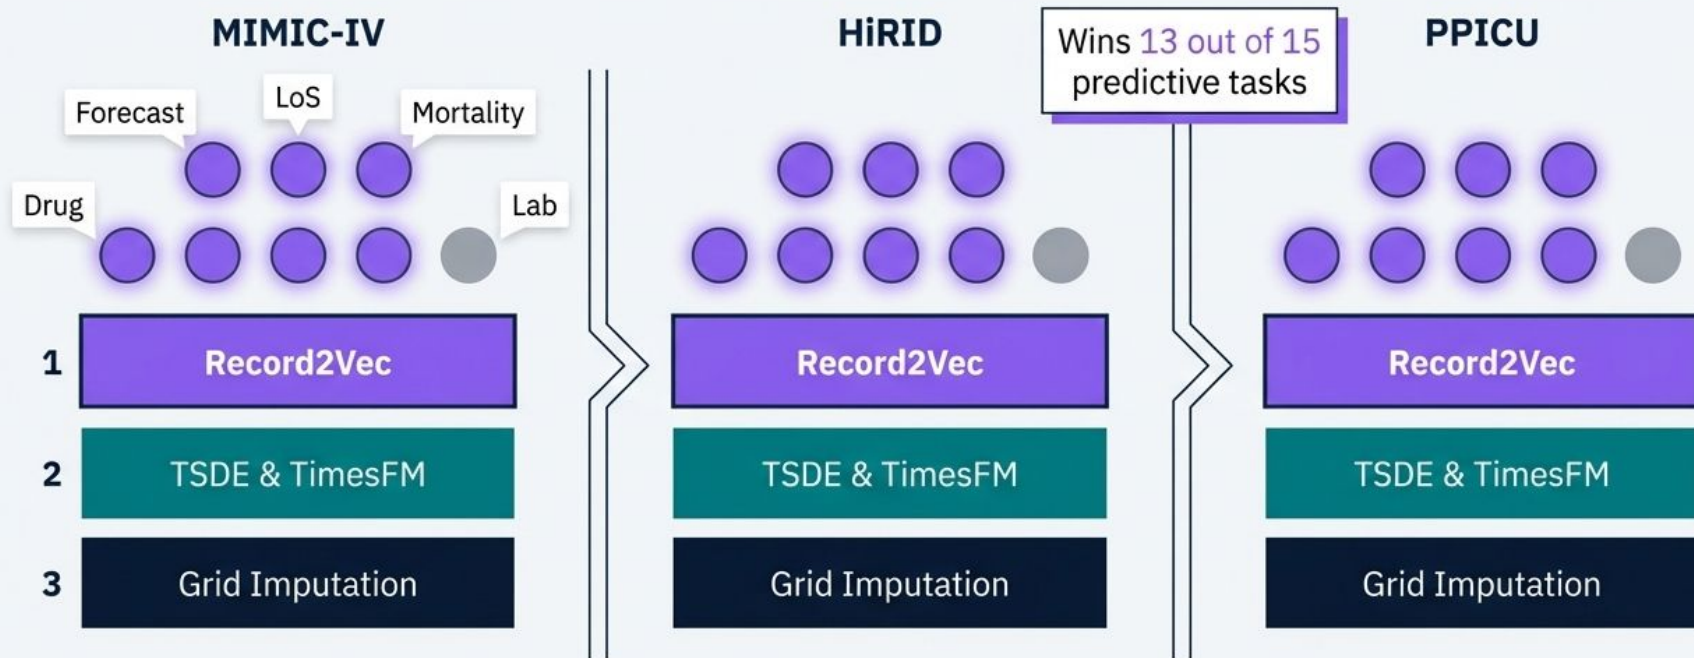 MIMIC-IV
HiRID
Wins 13 out of 15
predictive tasks
PPICU
Forecast
LoS
Mortality
Drug
Lab
1
Record2Vec
Record2Vec
Record2Vec
2
TSDE & TimesFM
TSDE & TimesFM
TSDE & TimesFM
3
Grid Imputation
Grid Imputation
Grid Imputation